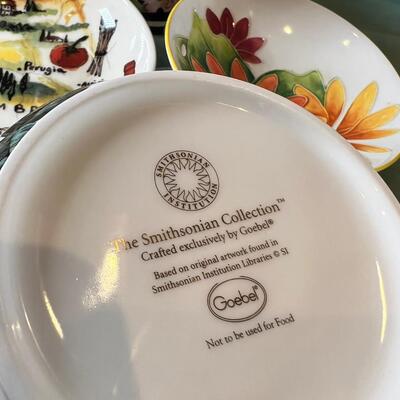 Perugia
SMITHSONIAN
INSTITUTION
The Smithsonian Collection™
Crafted exclusively by Goebel®
Based on original artwork found in
Smithsonian Institution Libraries © SI
Goebel®
Not to be used for Food